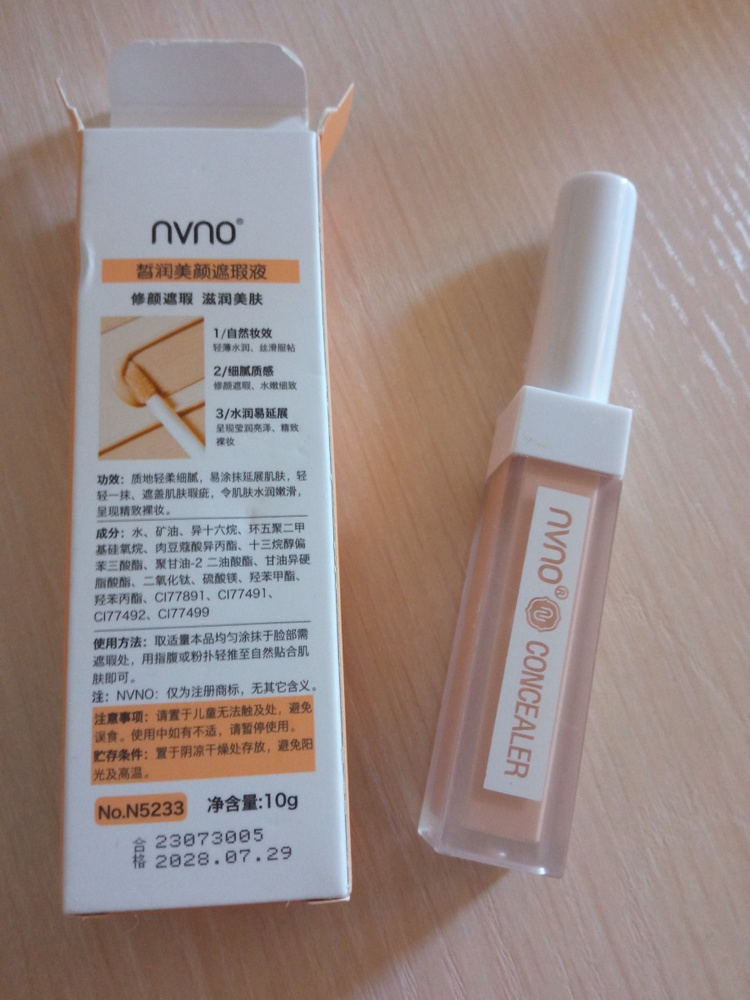 nvno®
皙润美颜遮瑕液
修颜遮瑕 滋润美肤
1/自然妆效
轻薄水润、丝滑服帖
2/细腻质感
修颜遮瑕、水嫩细致
3/水润易延展
呈现莹润亮泽、精致
裸妆
功效：质地轻柔细腻，易涂抹延展肌肤，轻
轻一抹、遮盖肌肤瑕疵，令肌肤水润嫩滑，
呈现精致裸妆。
成分：水、矿油、异十六烷、环五聚二甲
基硅氧烷、肉豆蔻酸异丙酯、十三烷醇偏
苯三酸酯、聚甘油-2 二油酸酯、甘油异硬
脂酸酯、二氧化钛、硫酸镁、羟苯甲酯、
羟苯丙酯、CI77891、CI77491、
CI77492、CI77499
使用方法：取适量本品均匀涂抹于脸部需
遮瑕处，用指腹或粉扑轻推至自然贴合肌
肤即可。
注：NVNO：仅为注册商标，无其它含义。
注意事项：请置于儿童无法触及处，避免
误食。使用中如有不适，请暂停使用。
贮存条件：置于阴凉干燥处存放，避免阳
光及高温。
No.N5233 净含量:10g
合格 23073005
2028.07.29
nvno®
CONCEALER